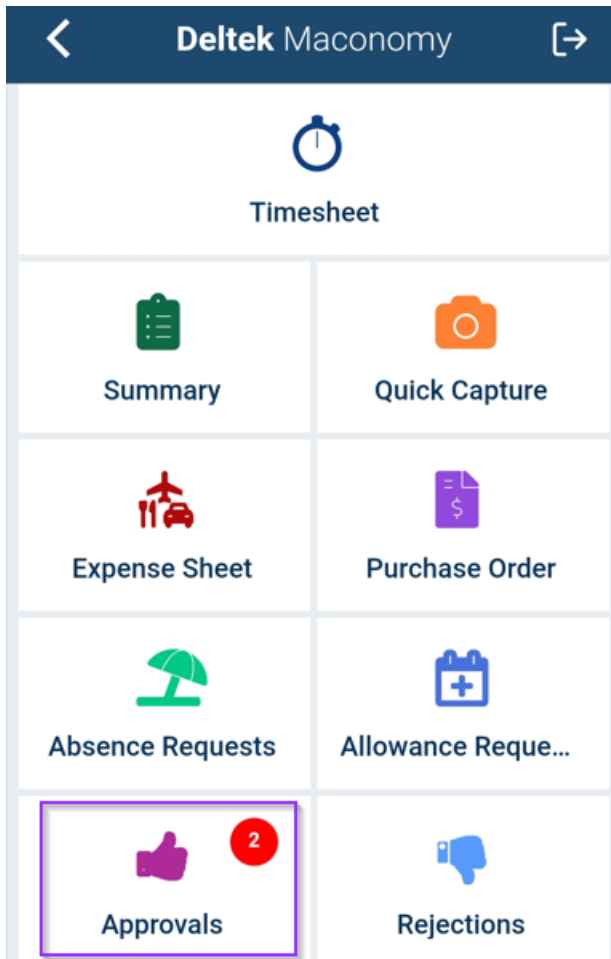 Deltek Maconomy
Timesheet
Summary
Quick Capture
$
Expense Sheet
Purchase Order
Absence Requests
Allowance Reque...
2
Approvals
Rejections